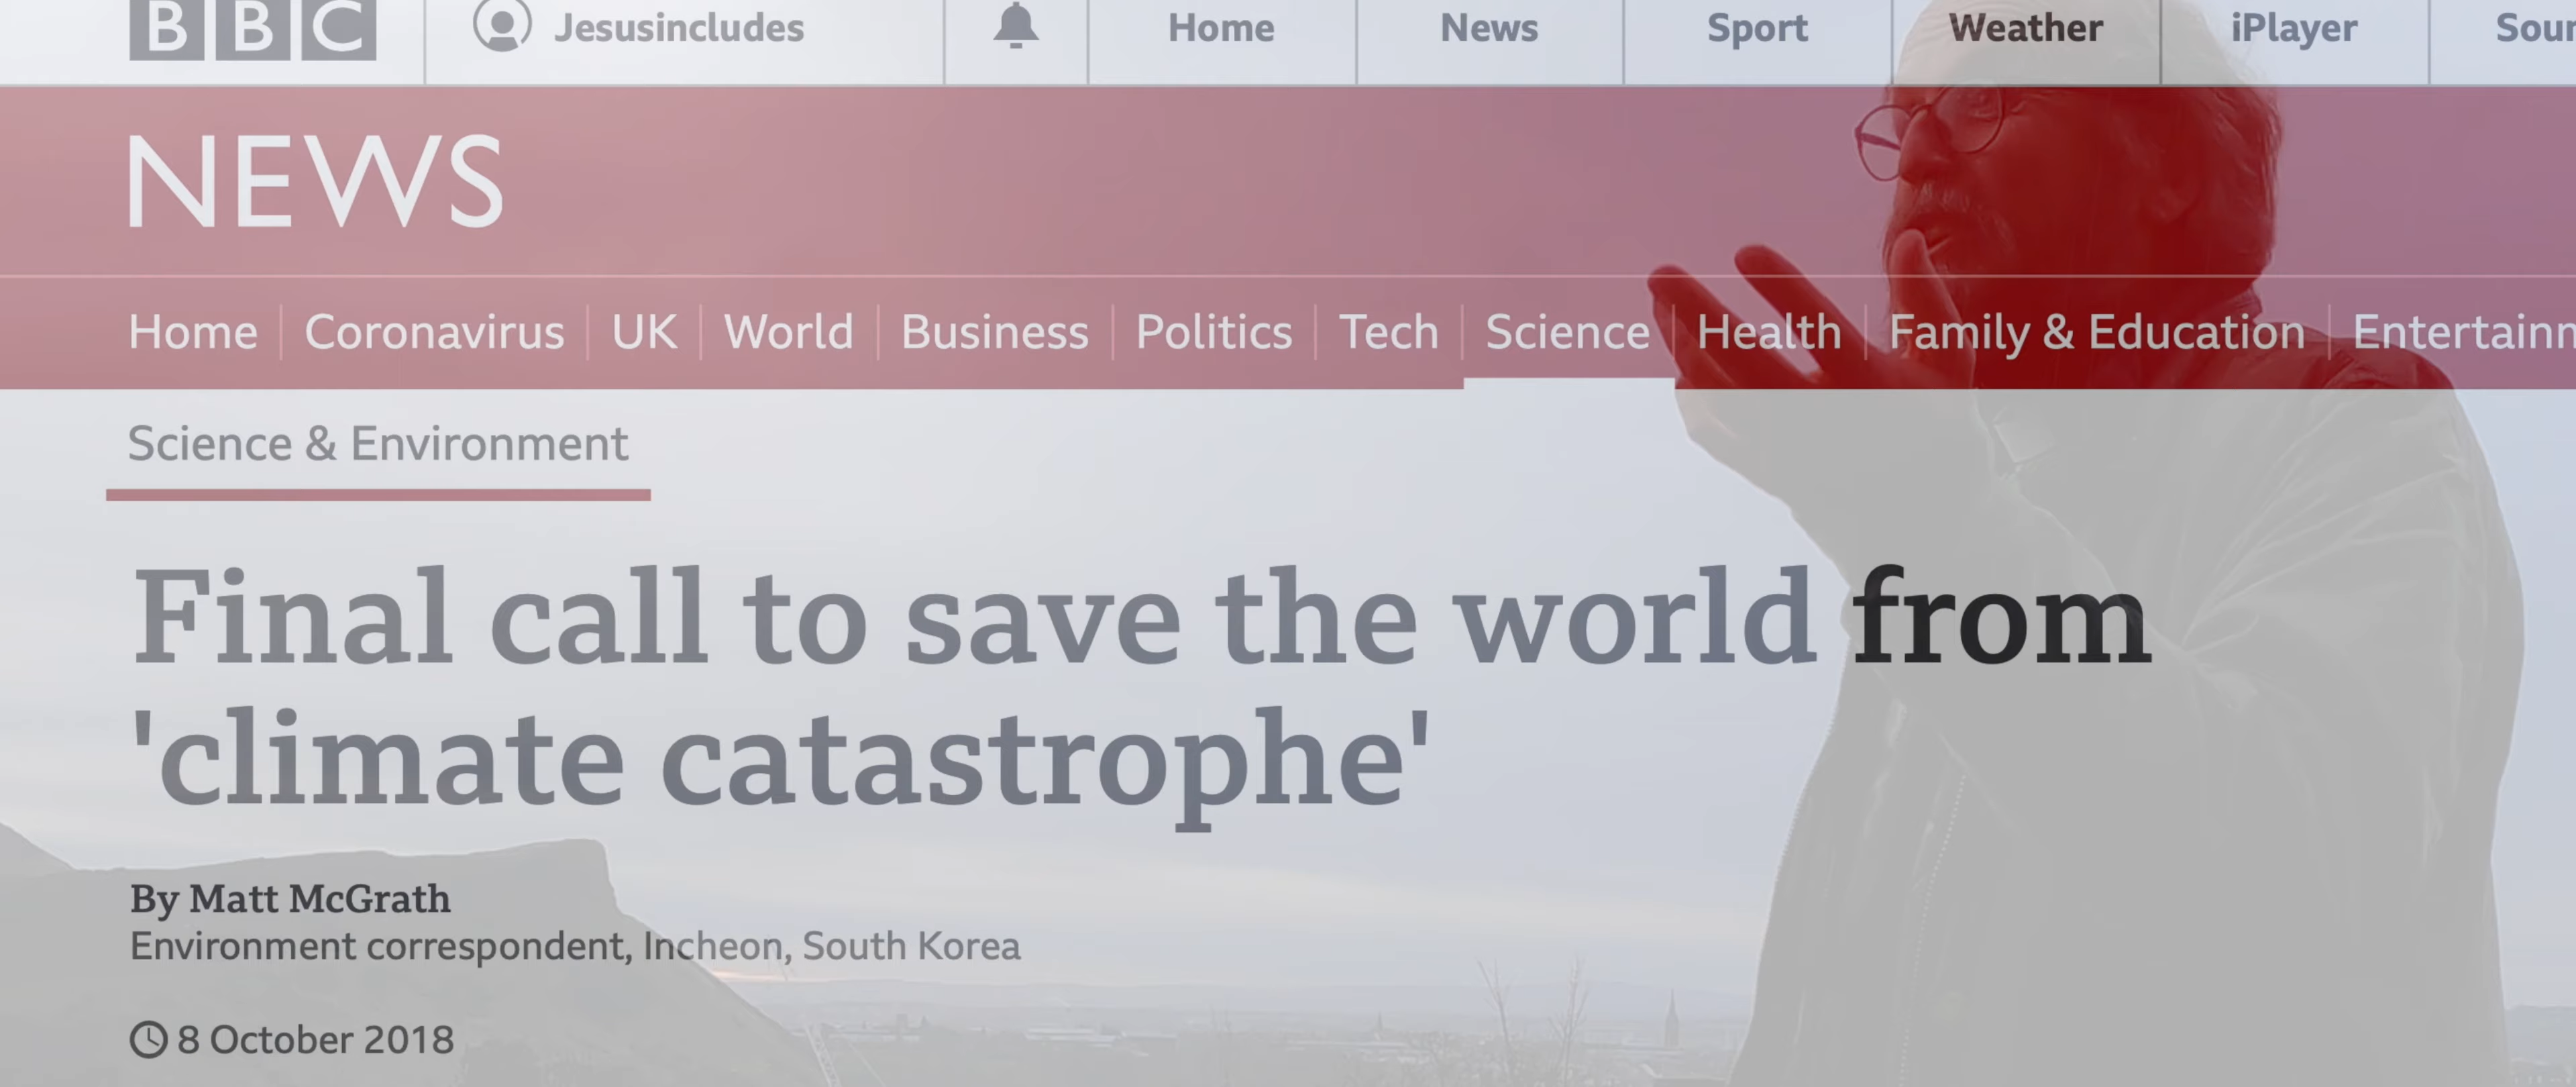 BBC Jesusincludes Home News Sport Weather iPlayer
NEWS
Home Coronavirus UK World Business Politics Tech Science Health Family & Education
Science & Environment
Final call to save the world from
'climate catastrophe'
By Matt McGrath
Environment correspondent, Incheon, South Korea
8 October 2018